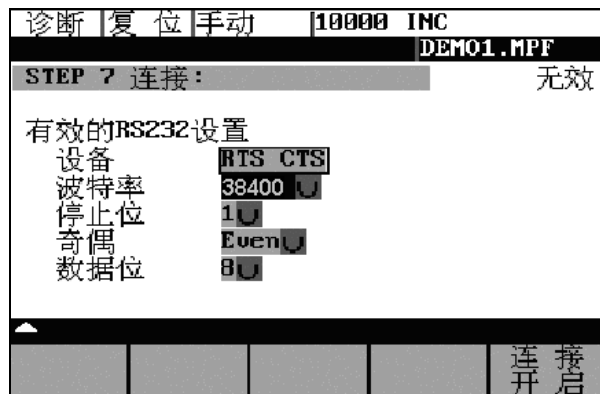 诊断 复 位 手动 10000 INC
DEMO1.MPF
STEP 7 连接: 无效
有效的RS232设置
设备 RTS CTS
波特率 38400
停止位 1
奇偶 Even
数据位 8
连 接
开 启